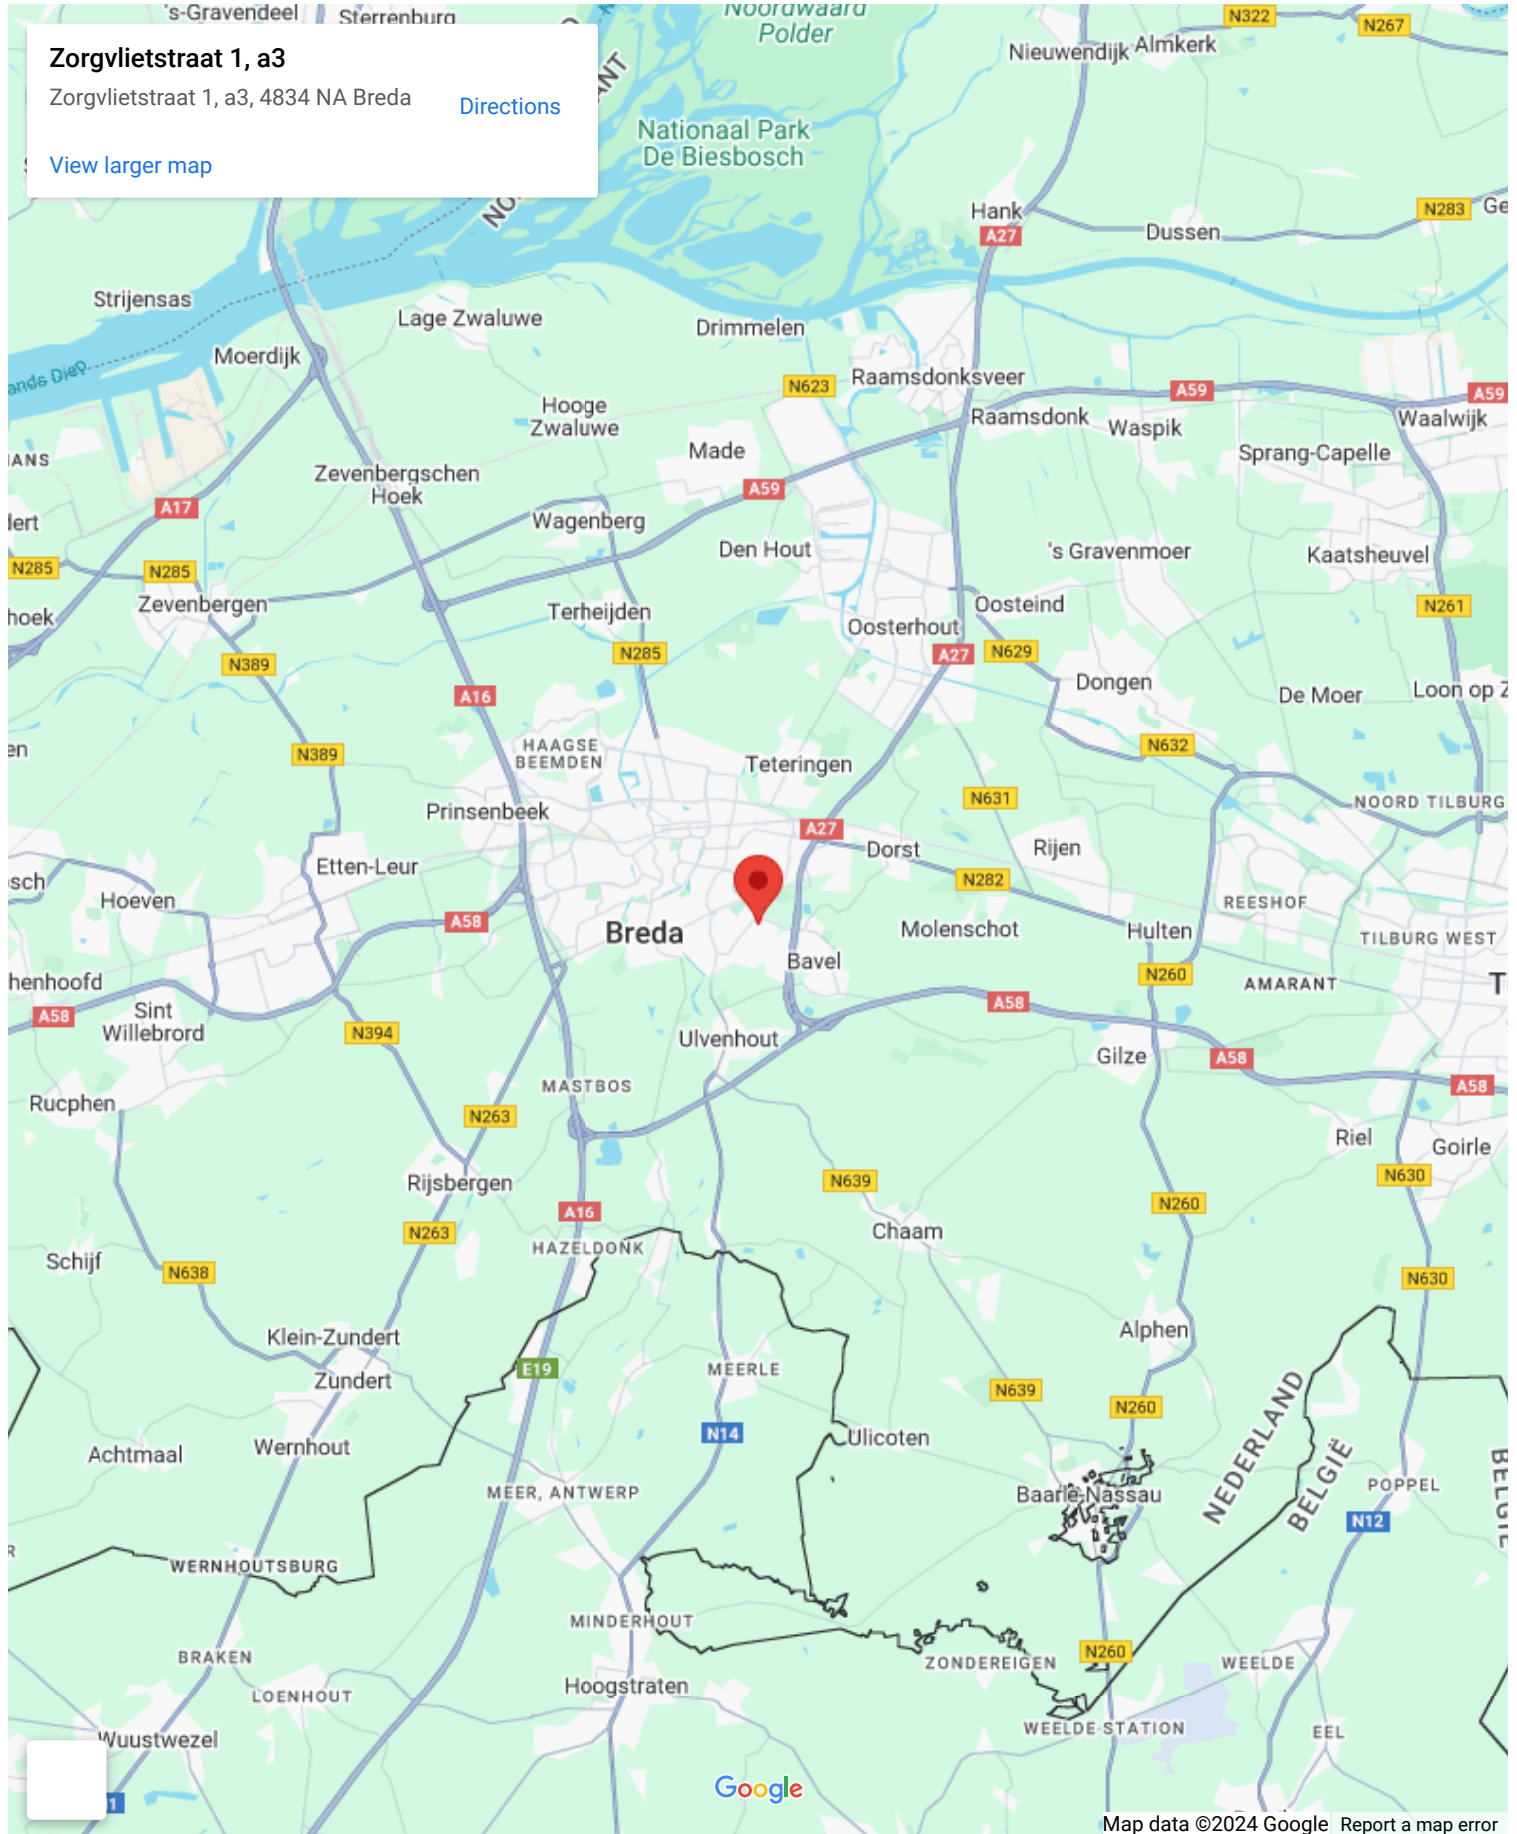 's-Gravendeel
Sterrenburg
Noordwaard
Polder
N322
N267
Nieuwendijk
Almkerk
Zorgvlietstraat 1, a3
Zorgvlietstraat 1, a3, 4834 NA Breda
Directions
View larger map
Nationaal Park
De Biesbosch
Hank
A27
Dussen
N283
Strijensas
Lage Zwaluwe
Drimmelen
Moerdijk
N623
Raamsdonksveer
A59
A59
Hooge
Zwaluwe
Raamsdonk
Waspik
Waalwijk
Made
Sprang-Capelle
Zevenbergschen
Hoek
A59
A17
Wagenberg
Den Hout
's Gravenmoer
Kaatsheuvel
N285
N285
Zevenbergen
Terheijden
Oosteind
N261
Oosterhout
N389
N285
A27
N629
A16
Dongen
De Moer
Loon op
HAAGSE
BEEMDEN
N389
Teteringen
N632
N631
NOORD TILBURG
Prinsenbeek
A27
Dorst
Rijen
Etten-Leur
N282
Hoeven
REESHOF
A58
Breda
Molenschot
Hulten
TILBURG WEST
Bavel
N260
AMARANT
A58
Sint
Willebrord
A58
N394
Ulvenhout
Gilze
A58
MASTBOS
A58
Rucphen
N263
Riel
Goirle
Rijsbergen
N639
N630
N260
A16
N263
Chaam
HAZELDONK
Schijf
N638
N630
Klein-Zundert
Alphen
E19
MEERLE
Zundert
N639
N260
NEDERLAND
N14
Ulicoten
Achtmaal
Wernhout
BELGIË
MEER, ANTWERP
Baarle-Nassau
POPPEL
N12
WERNHOUTSBURG
MINDERHOUT
BRAKEN
N260
ZONDEREIGEN
WEELDE
LOENHOUT
Hoogstraten
WEELDE-STATION
EEL
Wuustwezel
Google
Map data ©2024 Google
Report a map error